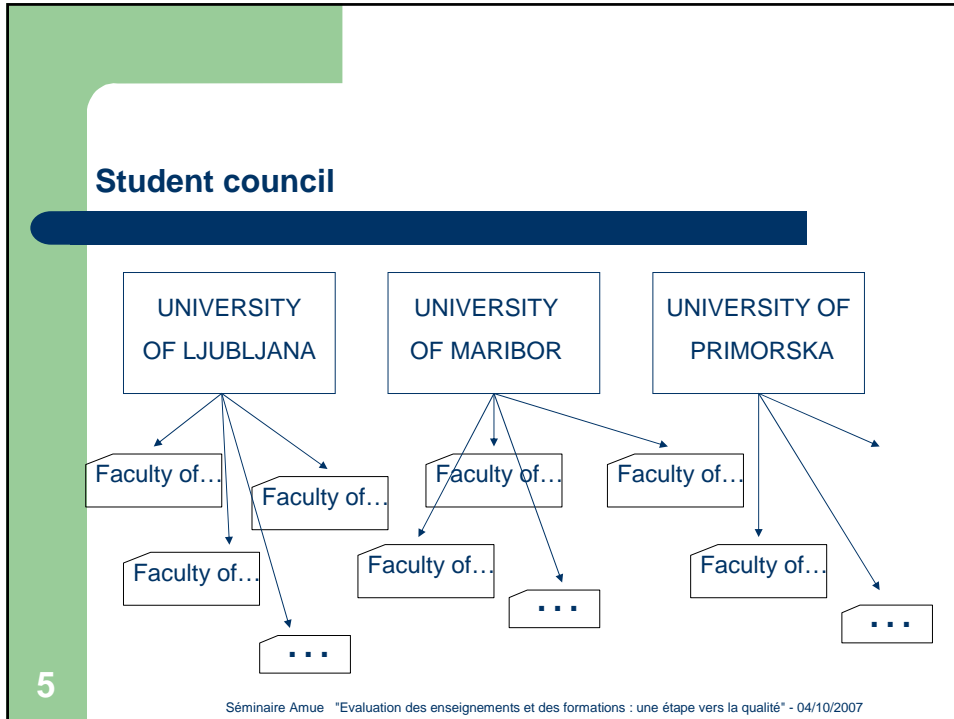 Student council
UNIVERSITY
OF LJUBLJANA
UNIVERSITY
OF MARIBOR
UNIVERSITY OF
PRIMORSKA
Faculty of…
Faculty of…
Faculty of…
…
Faculty of…
Faculty of…
Faculty of…
…
Faculty of…
…
5
Séminaire Amue "Evaluation des enseignements et des formations : une étape vers la qualité" - 04/10/2007